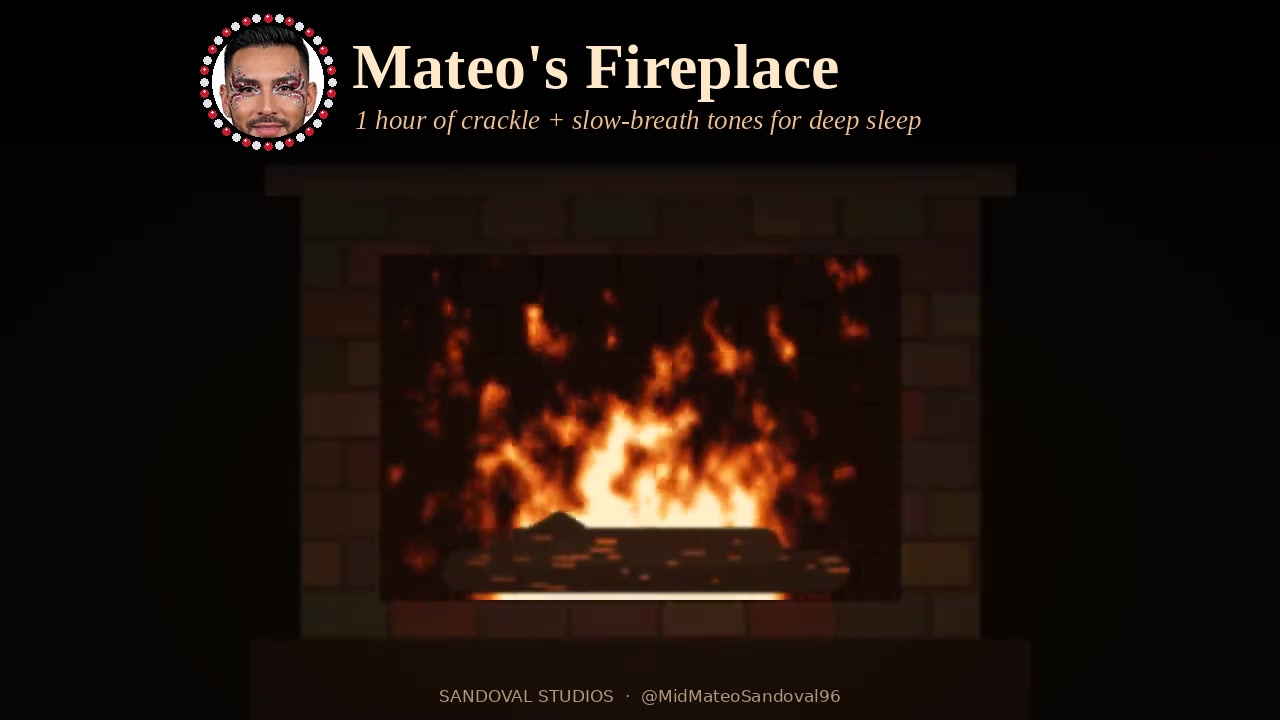 Mateo's Fireplace
1 hour of crackle + slow-breath tones for deep sleep
SANDOVAL STUDIOS · @MidMateoSandoval96